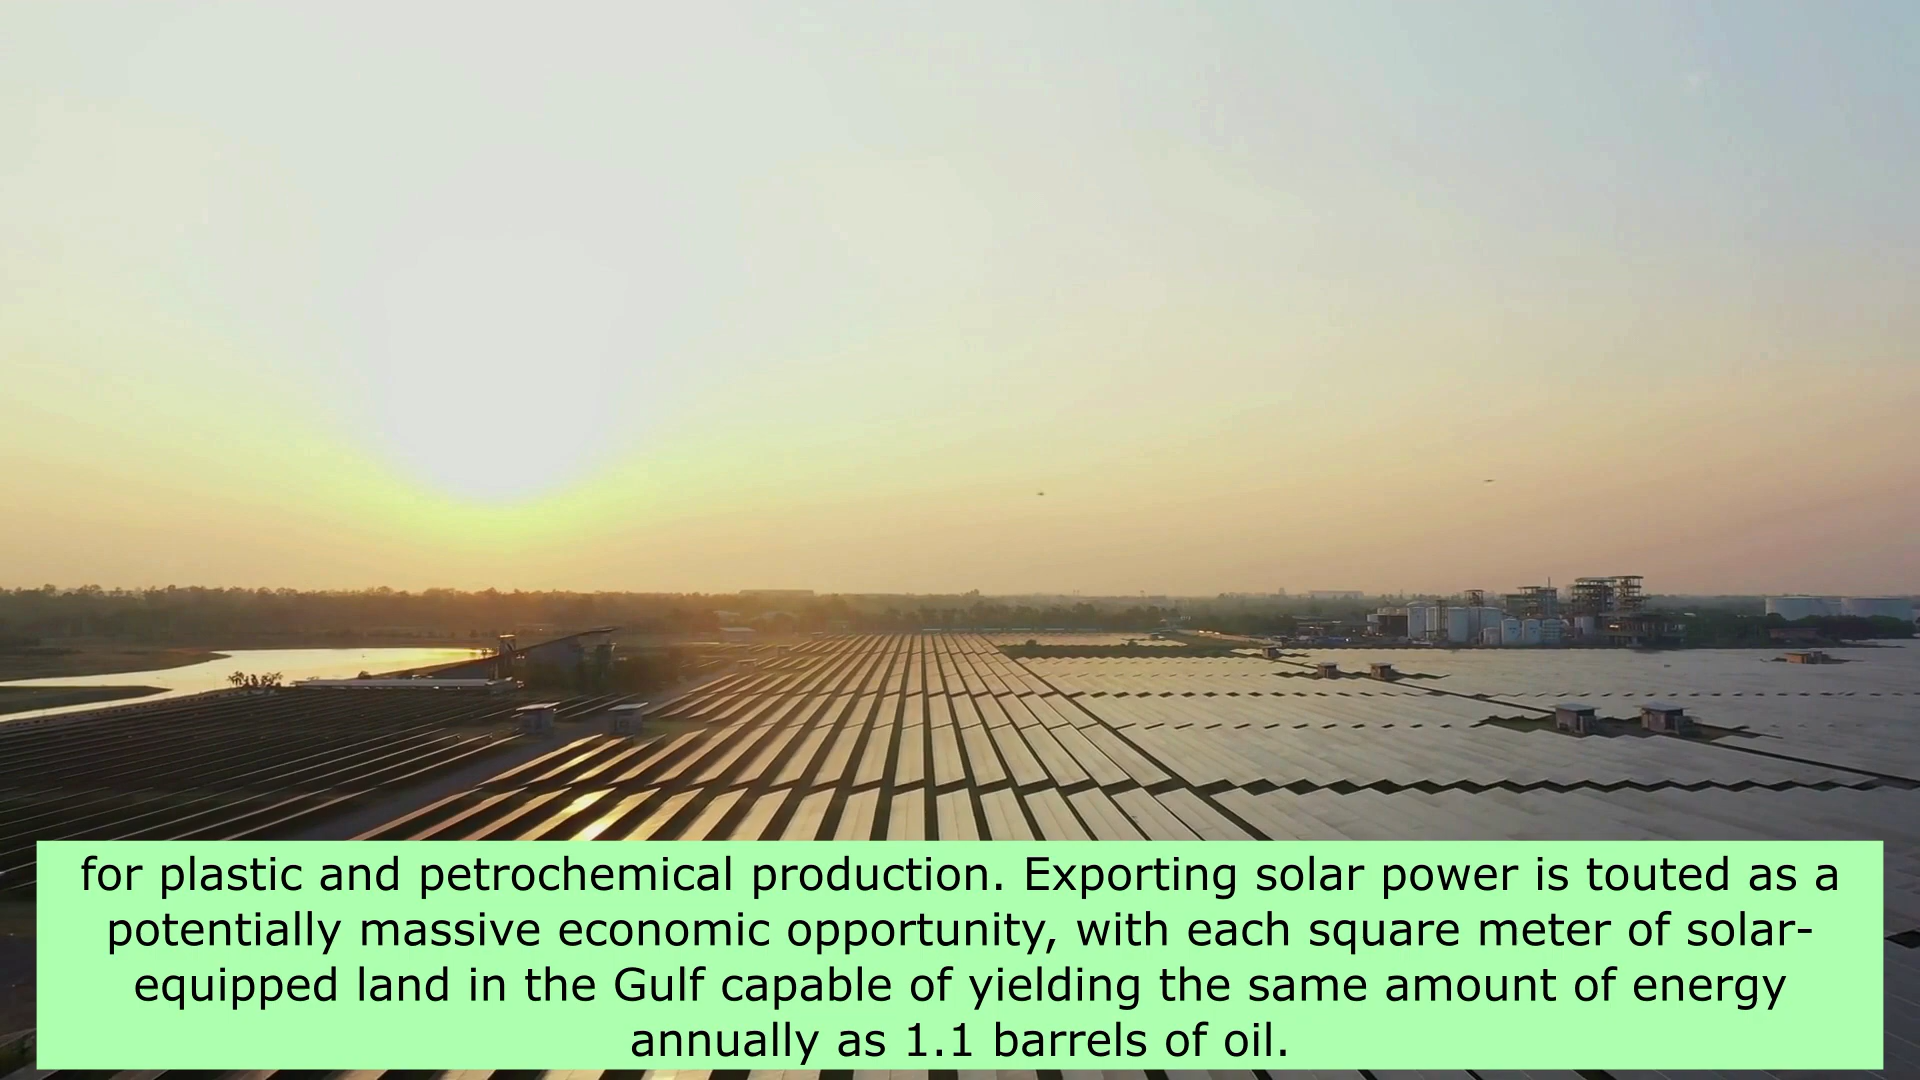 for plastic and petrochemical production. Exporting solar power is touted as a
potentially massive economic opportunity, with each square meter of solar-
equipped land in the Gulf capable of yielding the same amount of energy
annually as 1.1 barrels of oil.